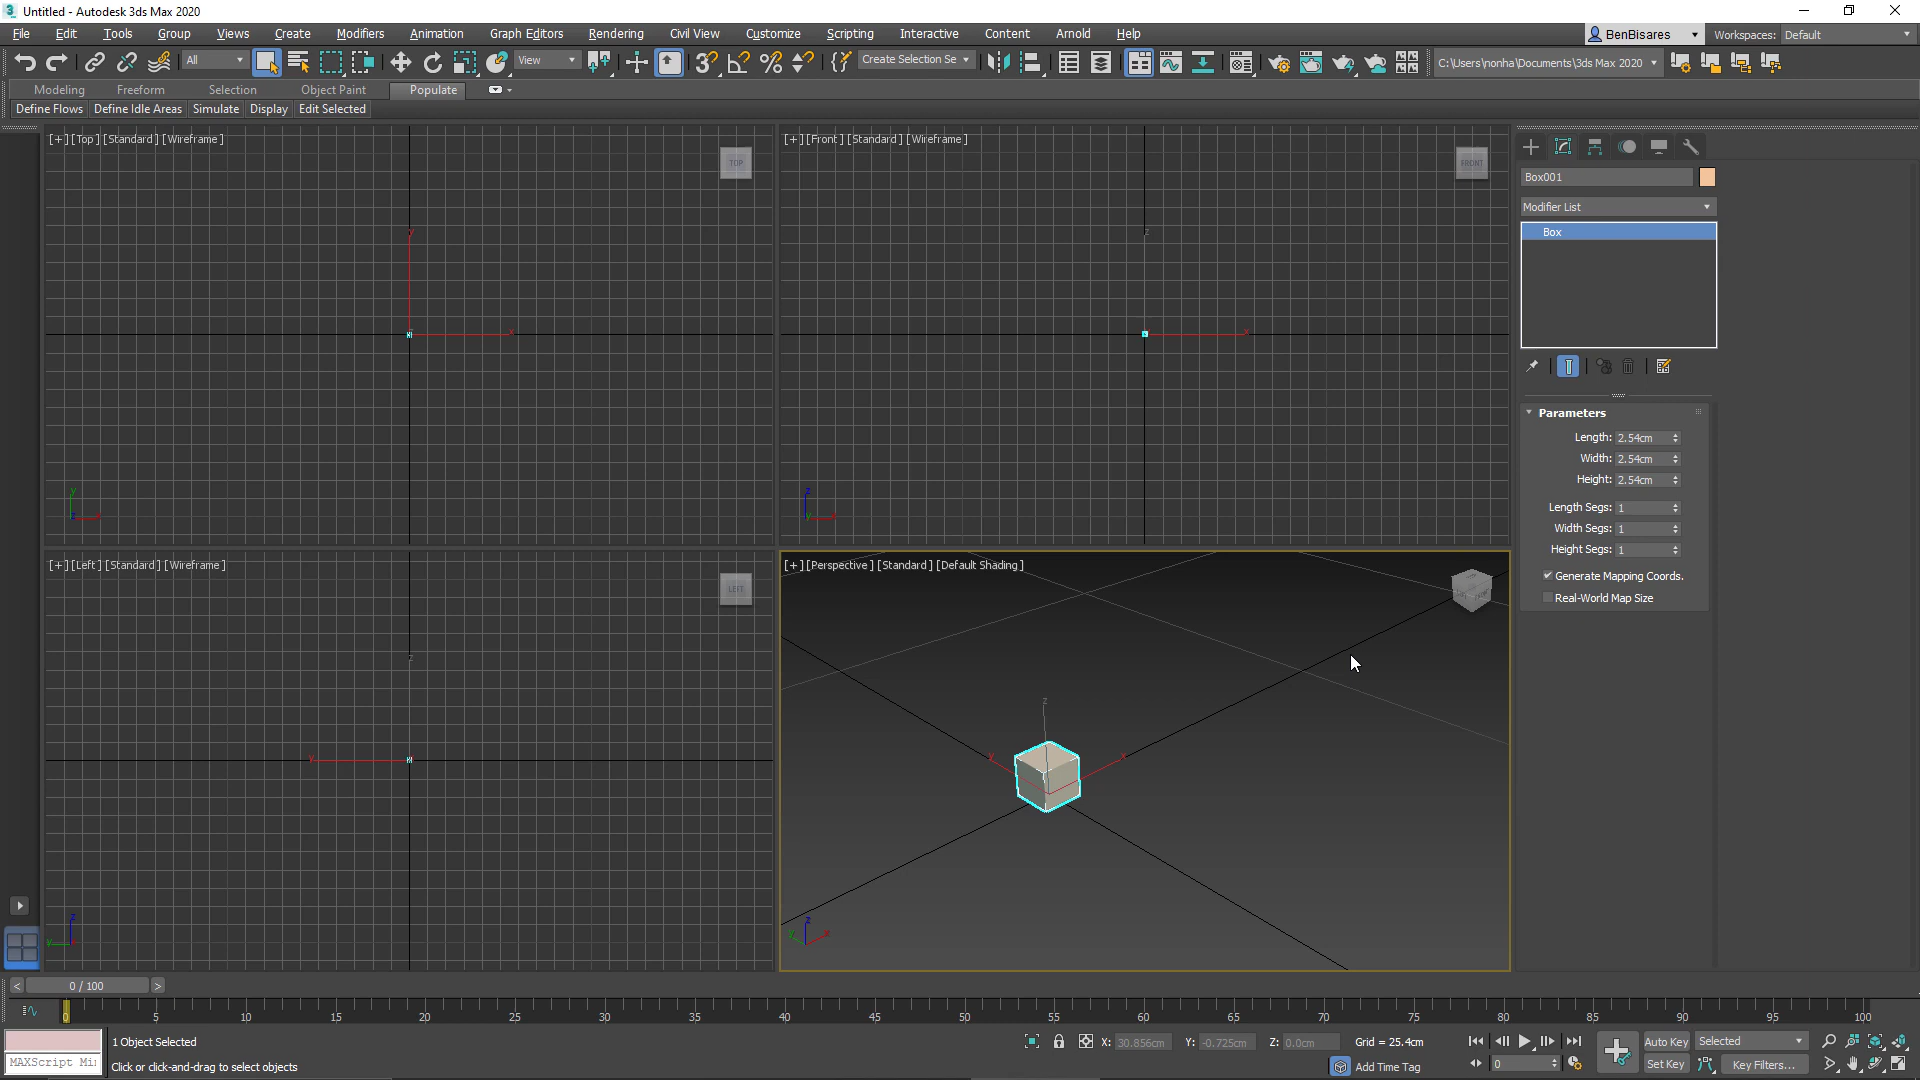 Untitled - Autodesk 3ds Max 2020
File Edit Tools Group Views Create Modifiers Animation Graph Editors Rendering Civil View Customize Scripting Interactive Content Arnold Help BenBisares Workspaces: Default
All View Create Selection Se C:\Users\nonha\Documents\3ds Max 2020
Modeling Freeform Selection Object Paint Populate
Define Flows Define Idle Areas Simulate Display Edit Selected
[+] [Top] [Standard] [Wireframe]
TOP
y
x
y
z x
[+] [Front] [Standard] [Wireframe]
FRONT
z
x
z
y x
[+] [Left] [Standard] [Wireframe]
LEFT
z
y
z
y x
[+] [Perspective] [Standard] [Default Shading]
z
y x
z
y x
Box001
Modifier List
Box
Parameters
Length: 2.54cm
Width: 2.54cm
Height: 2.54cm
Length Segs: 1
Width Segs: 1
Height Segs: 1
Generate Mapping Coords.
Real-World Map Size
< 0 / 100 >
0 5 10 15 20 25 30 35 40 45 50 55 60 65 70 75 80 85 90 95 100
1 Object Selected X: 30.856cm Y: -0.725cm Z: 0.0cm Grid = 25.4cm Auto Key Selected
MAXScript Mi Click or click-and-drag to select objects Add Time Tag 0 Set Key Key Filters...